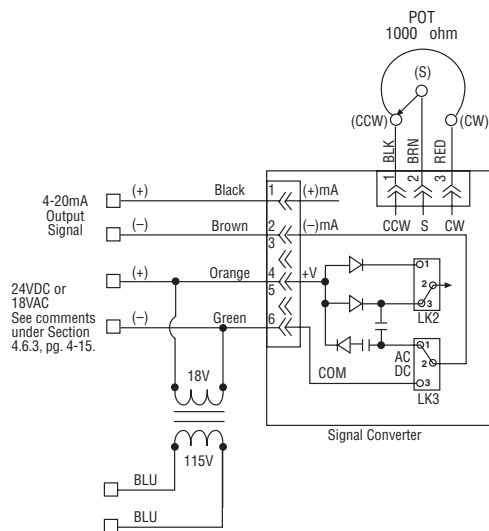 POT
1000 ohm
(S)
(CCW)
(CW)
BLK
BRN
RED
1 2 3
CCW S CW
4-20mA
Output
Signal
(+)
Black
1
(+)mA
(–)
Brown
2
(–)mA
3
24VDC or
18VAC
See comments
under Section
4.6.3, pg. 4-15.
(+)
Orange
4
+V
5
(–)
Green
6
COM
1
2
3
LK2
AC
DC
1
2
3
LK3
Signal Converter
18V
115V
BLU
BLU